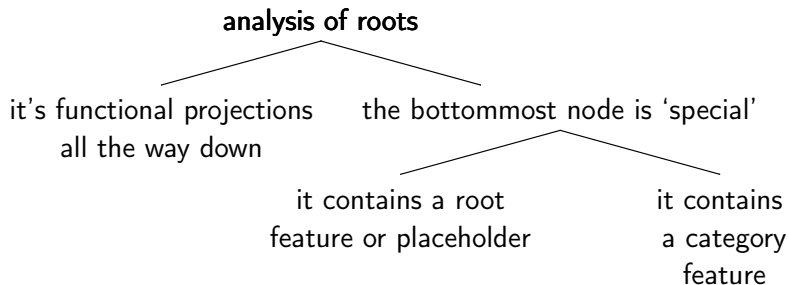 analysis of roots
it's functional projections
all the way down
the bottommost node is ‘special’
it contains a root
feature or placeholder
it contains
a category
feature